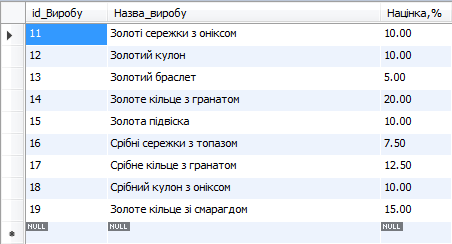 id_Виробу Назва_виробу Націнка,%
11 Золоті сережки з оніксом 10.00
12 Золотий кулон 10.00
13 Золотий браслет 5.00
14 Золоте кільце з гранатом 20.00
15 Золота підвіска 10.00
16 Срібні сережки з топазом 7.50
17 Срібне кільце з гранатом 12.50
18 Срібний кулон з оніксом 10.00
19 Золоте кільце зі смарагдом 15.00
NULL NULL NULL